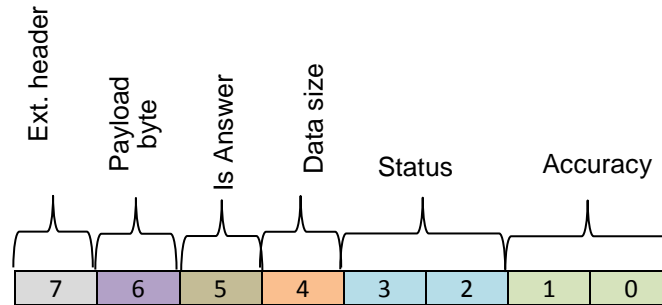 Ext. header
Payload
byte
Is Answer
Data size
Status
Accuracy
7 6 5 4 3 2 1 0